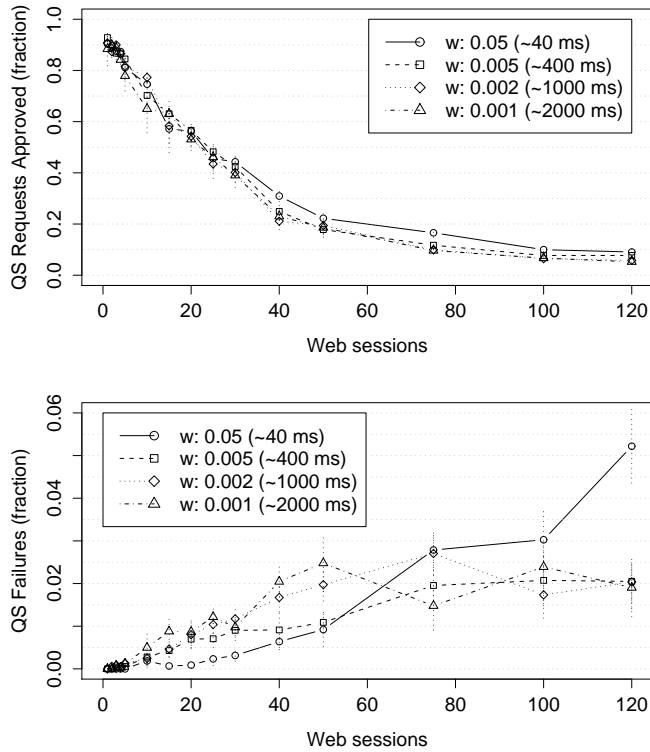 QS Requests Approved (fraction)
1.0
0.8
0.6
0.4
0.2
0.0
w: 0.05 (~40 ms)
w: 0.005 (~400 ms)
w: 0.002 (~1000 ms)
w: 0.001 (~2000 ms)
0 20 40 60 80 100 120
Web sessions
QS Failures (fraction)
0.06
0.04
0.02
0.00
w: 0.05 (~40 ms)
w: 0.005 (~400 ms)
w: 0.002 (~1000 ms)
w: 0.001 (~2000 ms)
0 20 40 60 80 100 120
Web sessions